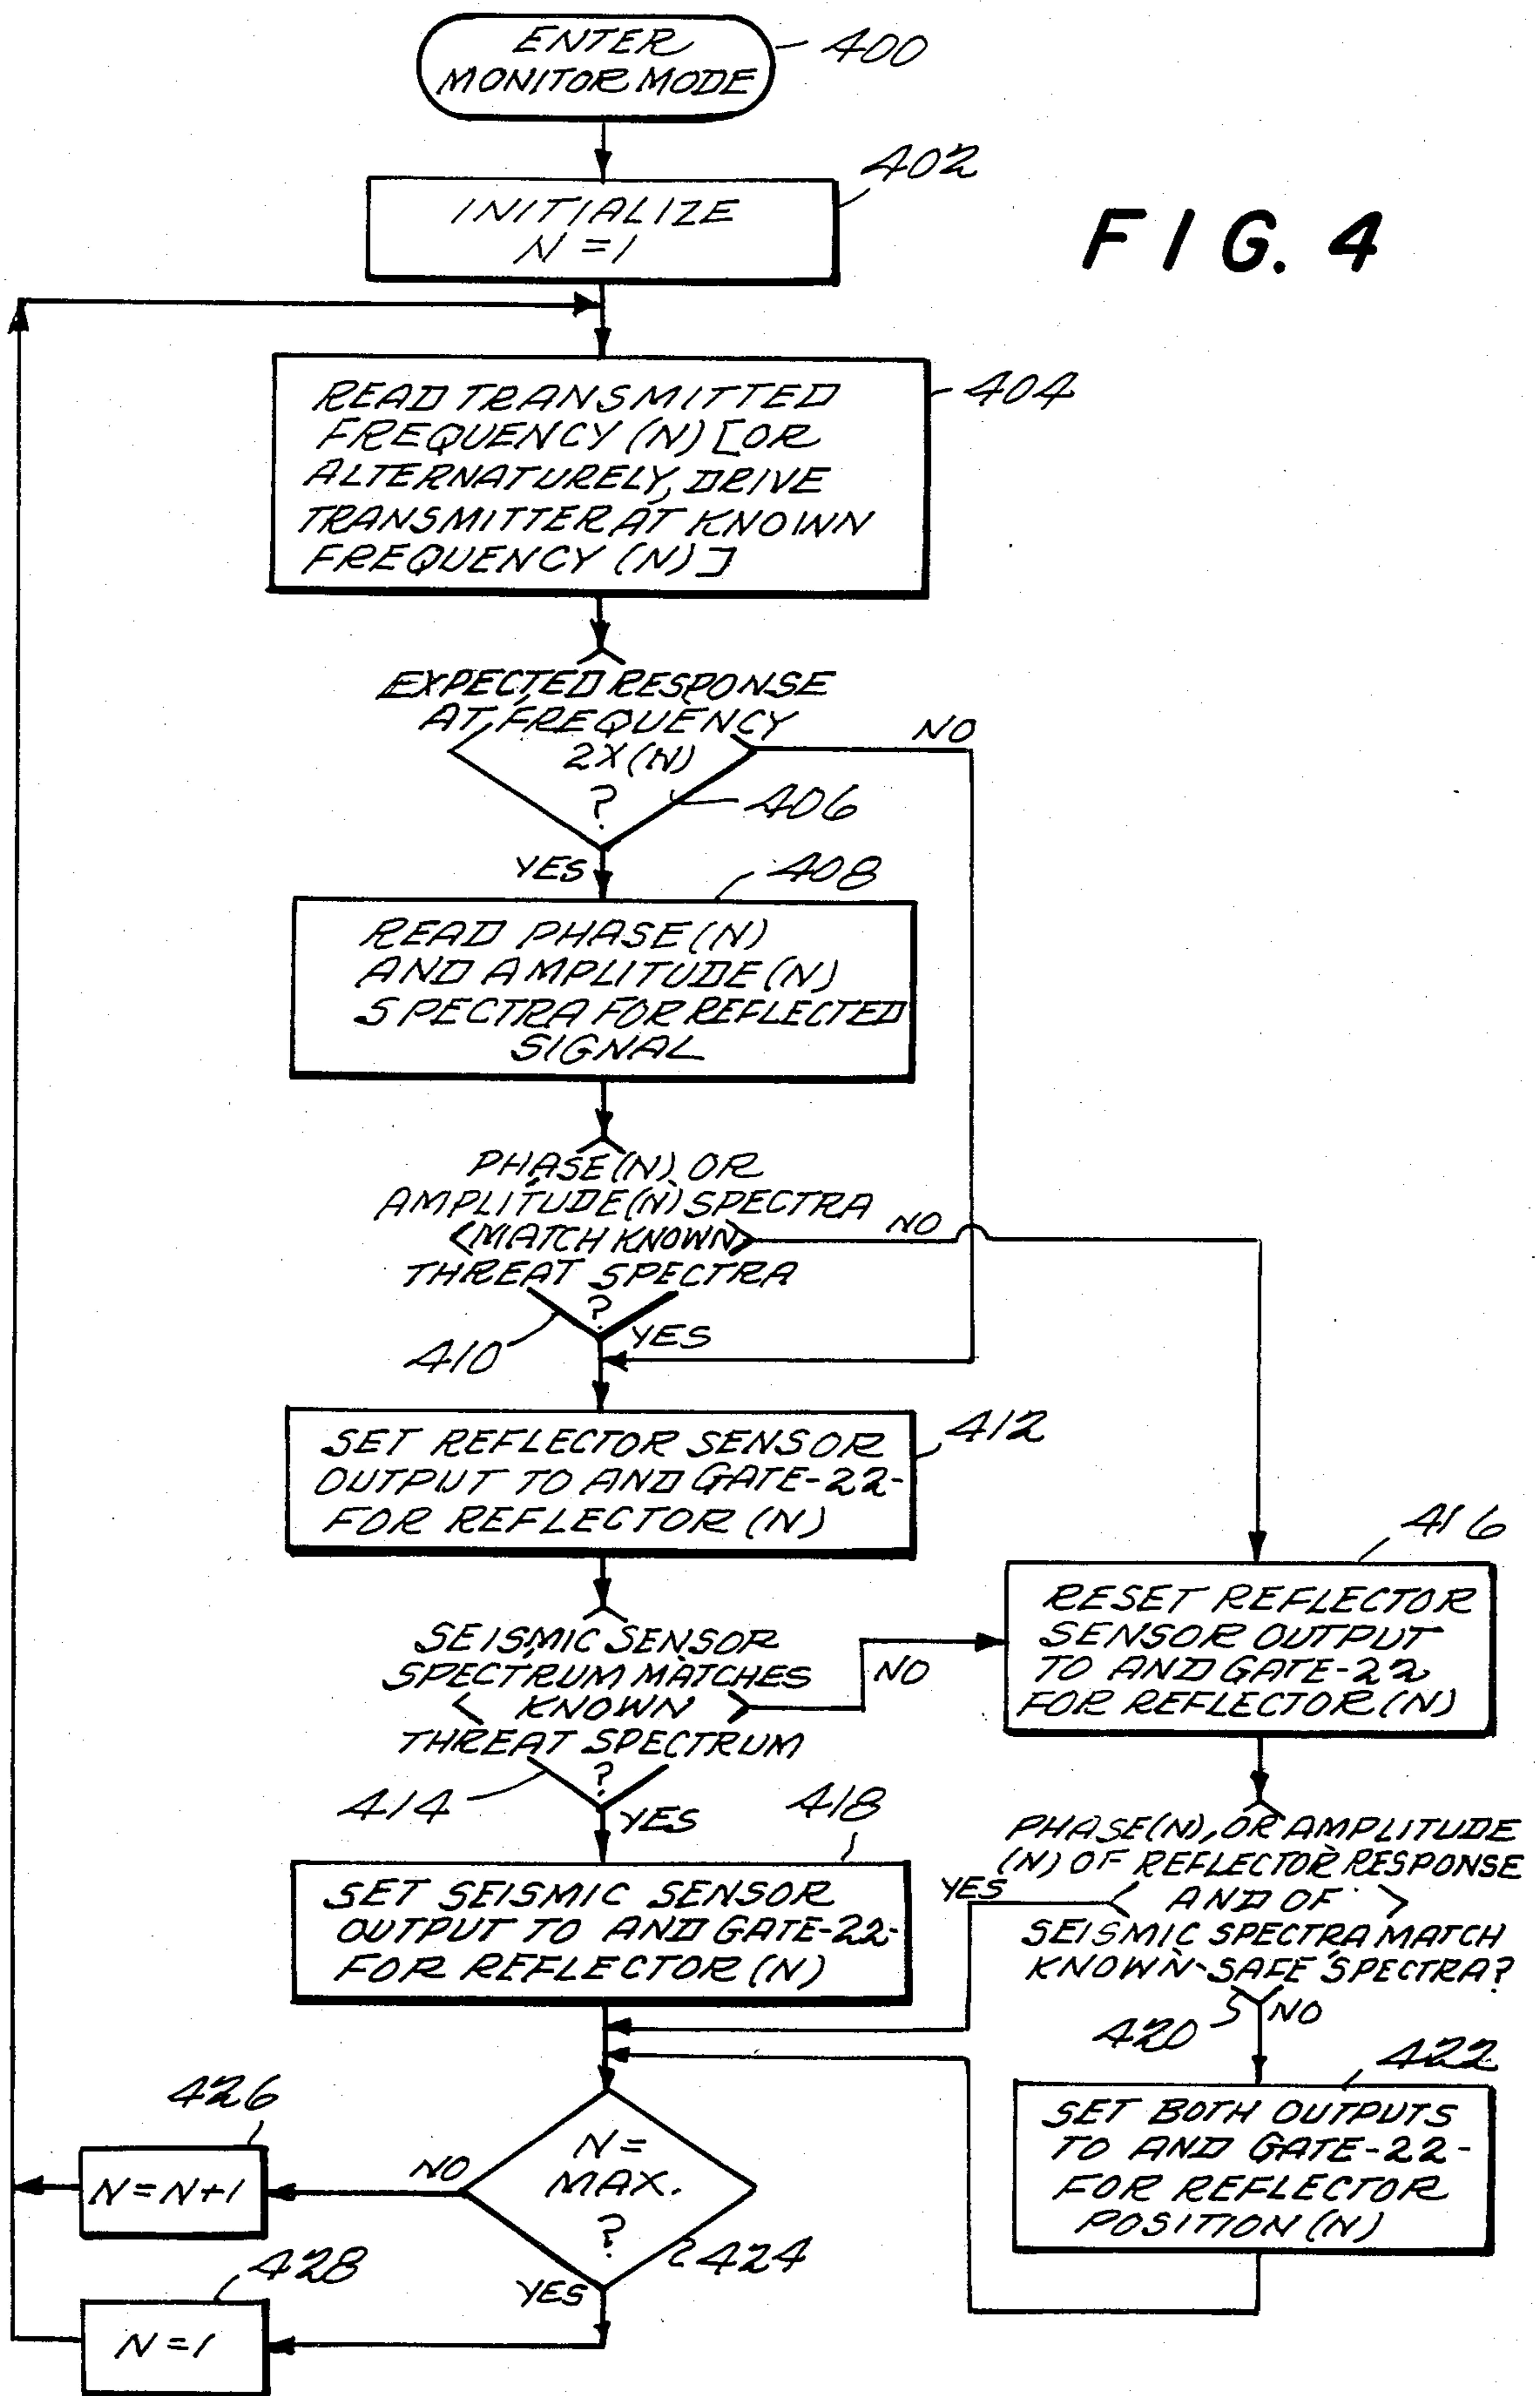 ENTER
MONITOR MODE
400
INITIALIZE
N = 1
402
FIG. 4
READ TRANSMITTED
FREQUENCY (N) [OR
ALTERNATURELY, DRIVE
TRANSMITTER AT KNOWN
FREQUENCY (N)]
404
EXPECTED RESPONSE
AT FREQUENCY
2X(N)
?
406
NO
YES
408
READ PHASE(N)
AND AMPLITUDE(N)
SPECTRA FOR REFLECTED
SIGNAL
PHASE(N) OR
AMPLITUDE(N) SPECTRA
MATCH KNOWN
THREAT SPECTRA
?
NO
410
YES
SET REFLECTOR SENSOR
OUTPUT TO AND GATE-22-
FOR REFLECTOR (N)
412
SEISMIC SENSOR
SPECTRUM MATCHES
KNOWN
THREAT SPECTRUM
?
NO
414
YES
416
RESET REFLECTOR
SENSOR OUTPUT
TO AND GATE-22
FOR REFLECTOR(N)
418
SET SEISMIC SENSOR
OUTPUT TO AND GATE-22-
FOR REFLECTOR (N)
PHASE(N), OR AMPLITUDE
(N) OF REFLECTOR RESPONSE
AND OF
SEISMIC SPECTRA MATCH
KNOWN-SAFE SPECTRA?
YES
420
NO
422
SET BOTH OUTPUTS
TO AND GATE-22-
FOR REFLECTOR
POSITION (N)
N =
MAX.
?
424
NO
YES
426
N = N+1
428
N = 1